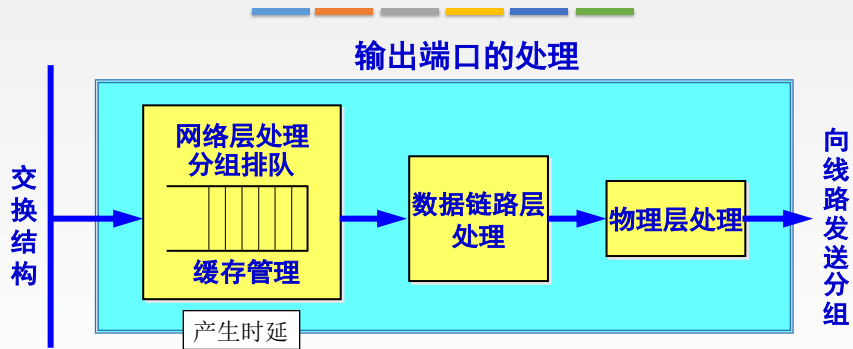 输出端口的处理
交换结构
网络层处理
分组排队
缓存管理
产生时延
数据链路层
处理
物理层处理
向线路发送分组